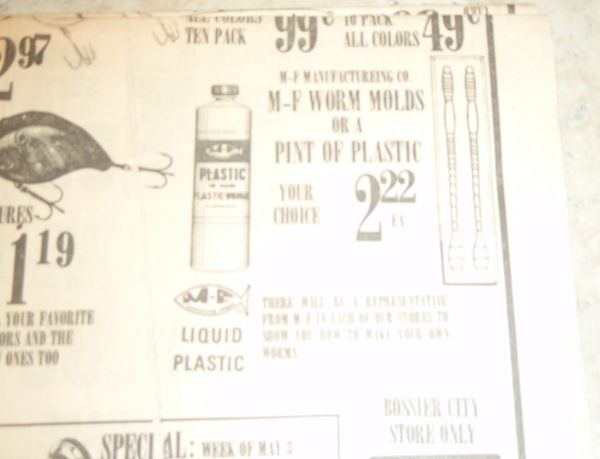 ALL COLORS
TEN PACK
99¢
10 PACK
ALL COLORS
49¢
2.97
M-F MANUFACTUREING CO.
M-F WORM MOLDS
OR A
PINT OF PLASTIC
YOUR
CHOICE
2 22
EA
PLASTIC
PLASTIC WORMS
M-F
LIQUID
PLASTIC
URES
1 19
YOUR FAVORITE
ORS AND THE
ONES TOO
THERE WILL BE A REPRESENTATIVE
FROM M-F IN EACH OF OUR STORES TO
SHOW YOU HOW TO MAKE YOUR OWN
WORMS
BOSSIER CITY
STORE ONLY
SPECIAL: WEEK OF MAY 3